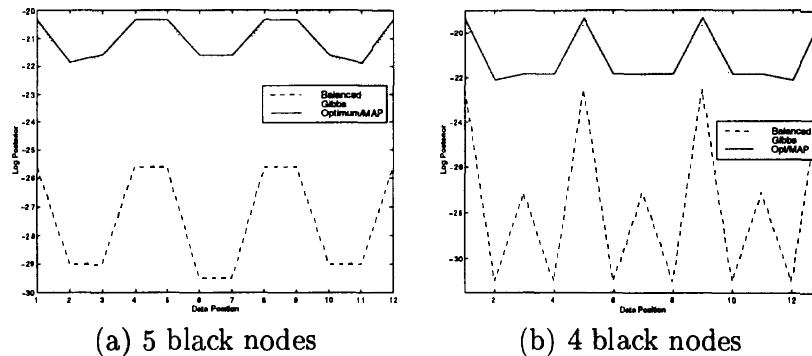 -20
-21
-22
-23
-24
-25
-26
-27
-28
-29
-30
1 2 3 4 5 6 7 8 9 10 11 12
Log Posterior
Data Position
Balanced
Gibbs
Optimum/MAP
(a) 5 black nodes
-20
-22
-24
-26
-28
-30
2 4 6 8 10 12
Log Posterior
Data Position
Balanced
Gibbs
Opt/MAP
(b) 4 black nodes